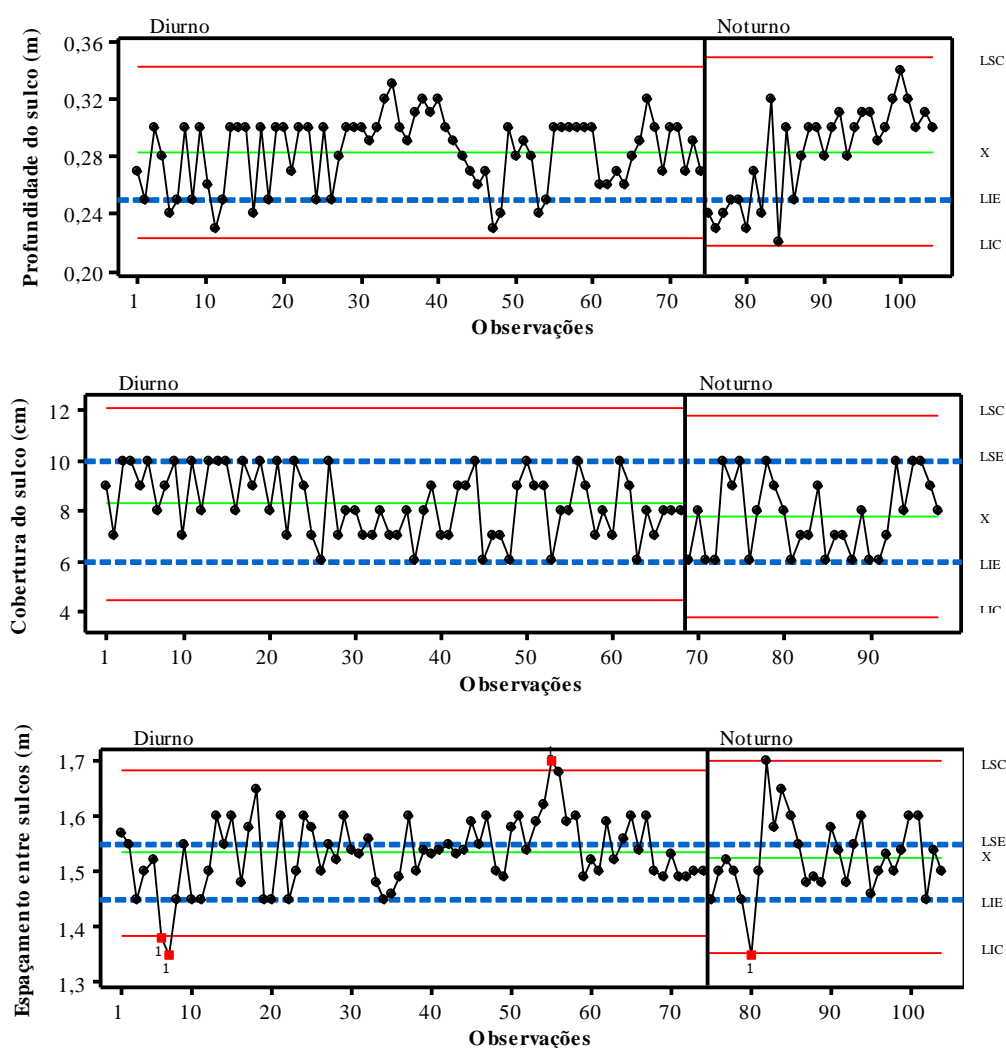 Diurno Noturno
Profundidade do sulco (m)
0,36
0,32
0,28
0,24
0,20
LSC
X
LIE
LIC
1 10 20 30 40 50 60 70 80 90 100
Observações
Diurno Noturno
Cobertura do sulco (cm)
12
10
8
6
4
LSC
LSE
X
LIE
LIC
1 10 20 30 40 50 60 70 80 90
Observações
Diurno Noturno
Espaçamento entre sulcos (m)
1,7
1,6
1,5
1,4
1,3
1
1
1
1
LSC
LSE
X
LIE
LIC
1 10 20 30 40 50 60 70 80 90 100
Observações